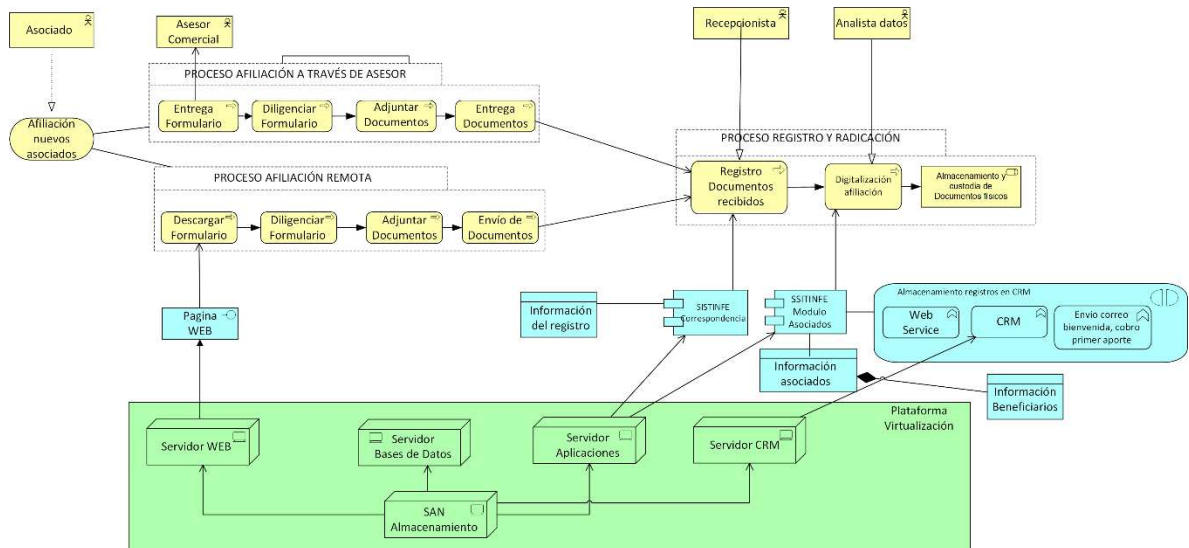 Asociado
Asesor
Comercial
Recepcionista
Analista datos
PROCESO AFILIACIÓN A TRAVÉS DE ASESOR
Entrega
Formulario
Diligenciar
Formulario
Adjuntar
Documentos
Entrega
Documentos
Afiliación
nuevos
asociados
PROCESO REGISTRO Y RADICACIÓN
Registro
Documentos
recibidos
Digitalización
afiliación
Almacenamiento y
custodia de
Documentos físicos
PROCESO AFILIACIÓN REMOTA
Descargar
Formulario
Diligenciar
Formulario
Adjuntar
Documentos
Envío de
Documentos
Pagina
WEB
Información
del registro
SISTINFE
Correspondencia
SSITINFE
Modulo
Asociados
Almacenamiento registros en CRM
Web
Service
CRM
Envio correo
bienvenida, cobro
primer aporte
Información
asociados
Información
Beneficiarios
Plataforma
Virtualización
Servidor WEB
Servidor
Bases de Datos
Servidor
Aplicaciones
Servidor CRM
SAN
Almacenamiento